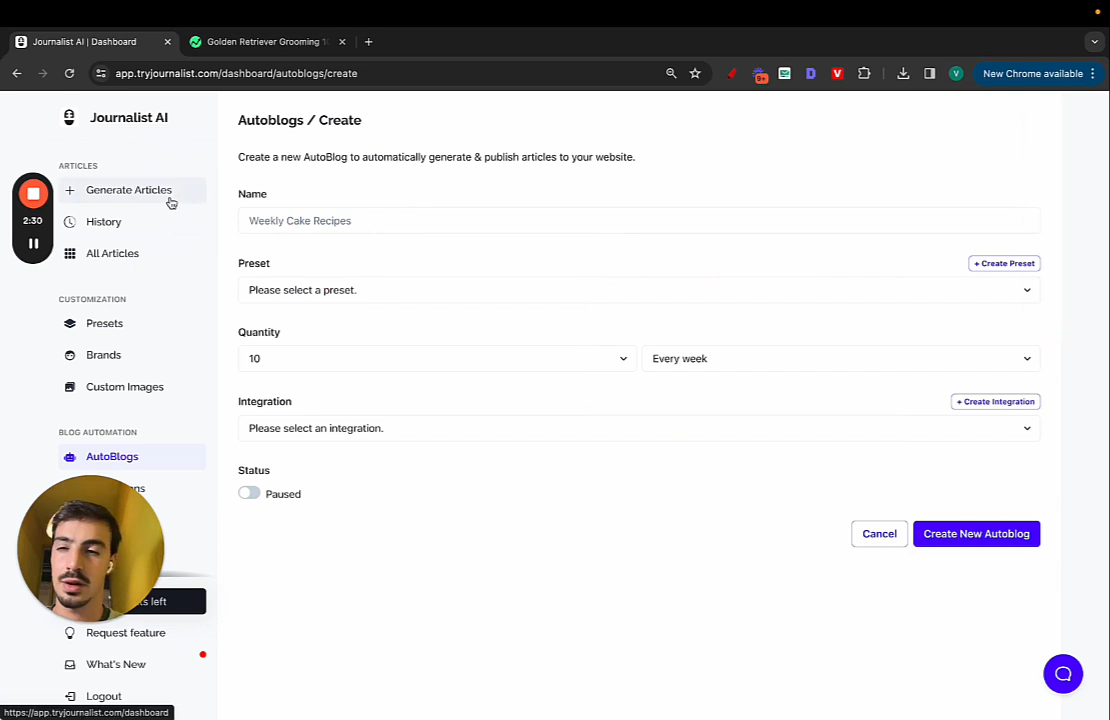 Journalist AI | Dashboard
Golden Retriever Grooming 10
app.tryjournalist.com/dashboard/autoblogs/create
9+
D
V
V
New Chrome available
Journalist AI
ARTICLES
Generate Articles
History
All Articles
2:30
CUSTOMIZATION
Presets
Brands
Custom Images
BLOG AUTOMATION
AutoBlogs
Request feature
What's New
Logout
https://app.tryjournalist.com/dashboard
Autoblogs / Create
Create a new AutoBlog to automatically generate & publish articles to your website.
Name
Weekly Cake Recipes
Preset
+ Create Preset
Please select a preset.
Quantity
10
Every week
Integration
+ Create Integration
Please select an integration.
Status
Paused
Cancel
Create New Autoblog
left